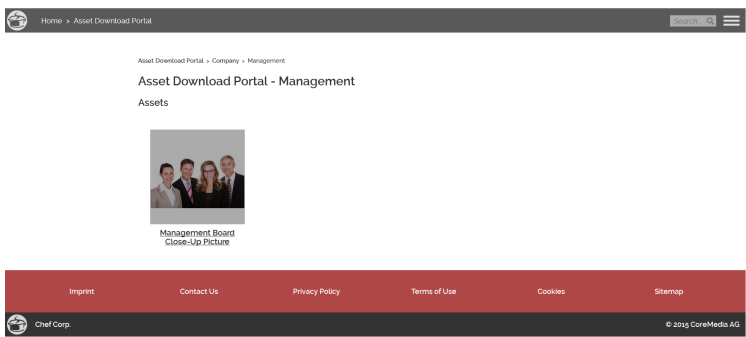 Home > Asset Download Portal
Search...
Asset Download Portal > Company > Management
Asset Download Portal - Management
Assets
Management Board
Close-Up Picture
Imprint
Contact Us
Privacy Policy
Terms of Use
Cookies
Sitemap
Chef Corp.
© 2015 CoreMedia AG